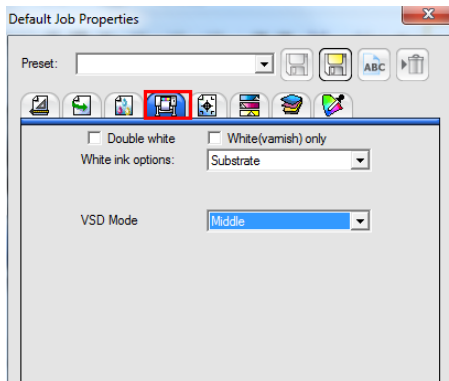 Default Job Properties
Preset:
ABC
Double white White(varnish) only
White ink options: Substrate
VSD Mode Middle